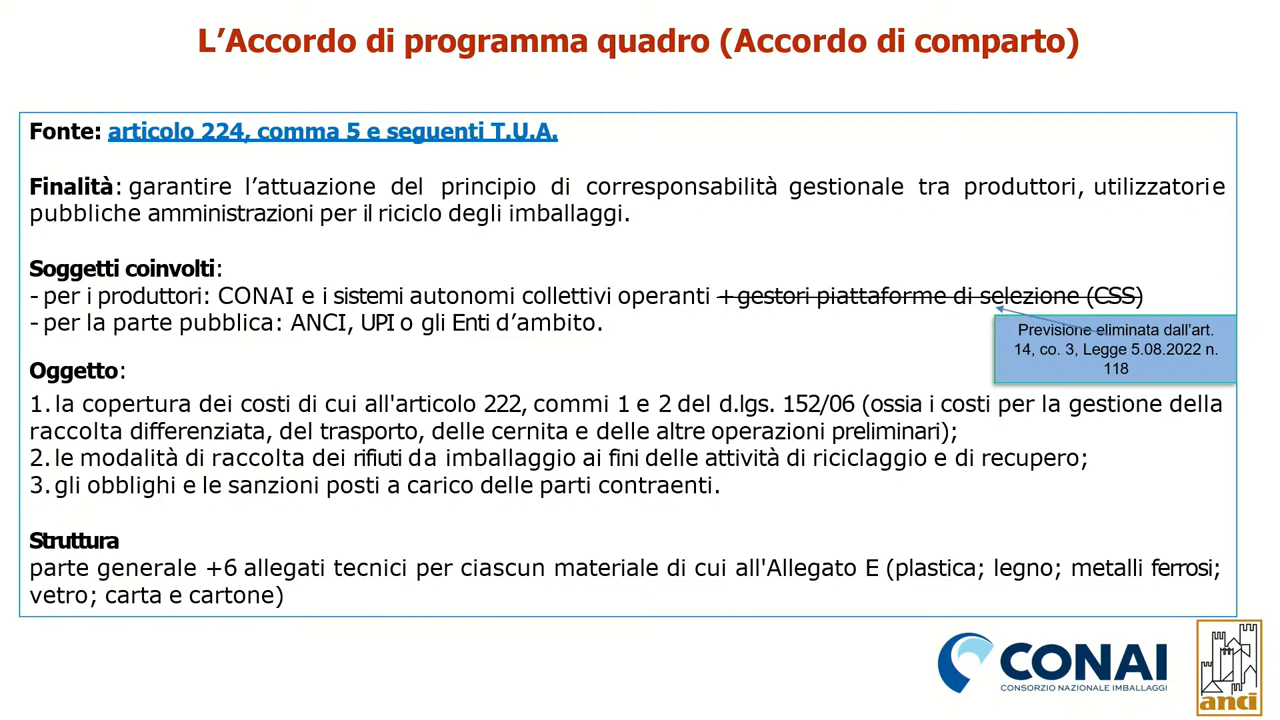 L’Accordo di programma quadro (Accordo di comparto)
Fonte: articolo 224, comma 5 e seguenti T.U.A.
Finalità: garantire l’attuazione del principio di corresponsabilità gestionale tra produttori, utilizzatorie
pubbliche amministrazioni per il riciclo degli imballaggi.
Soggetti coinvolti:
- per i produttori: CONAI e i sistemi autonomi collettivi operanti +gestori piattaforme di selezione (CSS)
- per la parte pubblica: ANCI, UPI o gli Enti d’ambito.
Previsione eliminata dall’art.
14, co. 3, Legge 5.08.2022 n.
118
Oggetto:
1. la copertura dei costi di cui all'articolo 222, commi 1 e 2 del d.lgs. 152/06 (ossia i costi per la gestione della
raccolta differenziata, del trasporto, delle cernita e delle altre operazioni preliminari);
2. le modalità di raccolta dei rifiuti da imballaggio ai fini delle attività di riciclaggio e di recupero;
3. gli obblighi e le sanzioni posti a carico delle parti contraenti.
Struttura
parte generale +6 allegati tecnici per ciascun materiale di cui all'Allegato E (plastica; legno; metalli ferrosi;
vetro; carta e cartone)
CONAI
CONSORZIO NAZIONALE IMBALLAGGI
anci